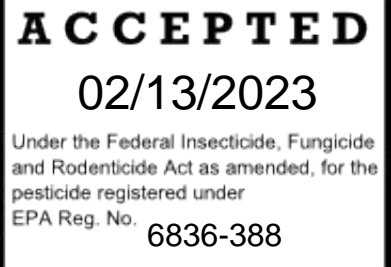 ACCEPTED
02/13/2023
Under the Federal Insecticide, Fungicide
and Rodenticide Act as amended, for the
pesticide registered under
EPA Reg. No. 6836-388